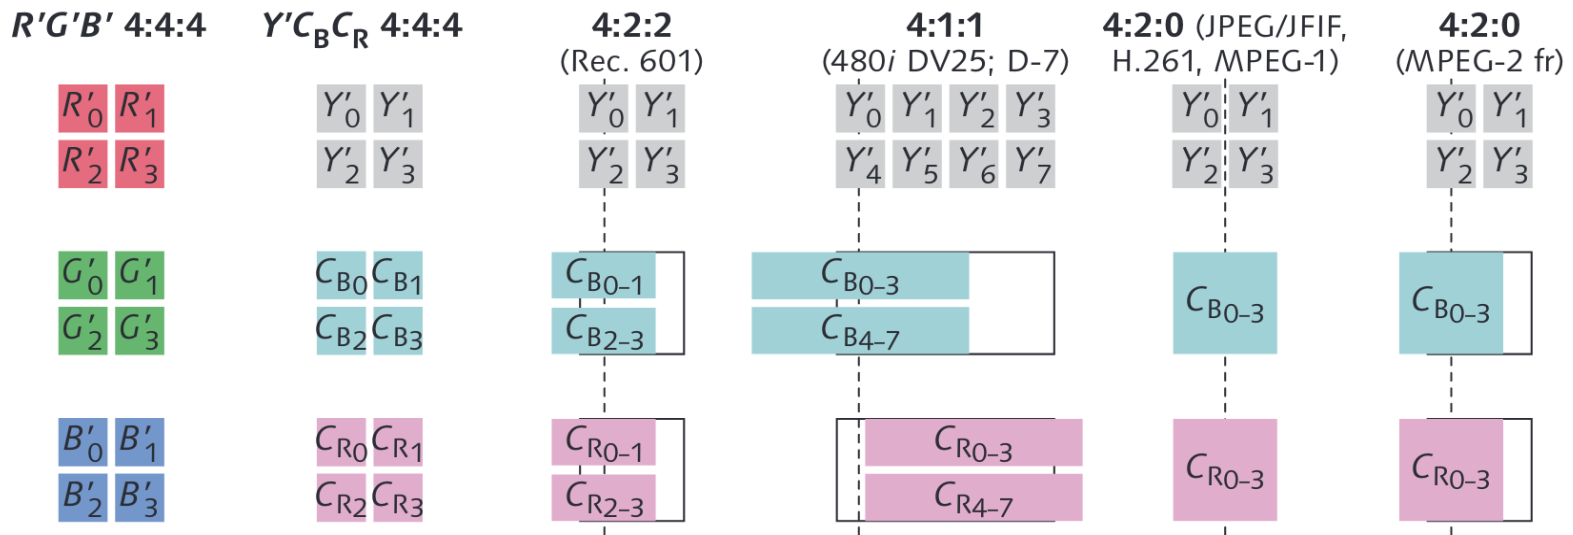 R′G′B′ 4:4:4 Y′CBCR 4:4:4 4:2:2 4:1:1 4:2:0 (JPEG/JFIF, 4:2:0
(Rec. 601) (480i DV25; D-7) H.261, MPEG-1) (MPEG-2 fr)
R′0 R′1 Y′0 Y′1 Y′0 Y′1 Y′0 Y′1 Y′2 Y′3 Y′0 Y′1 Y′0 Y′1
R′2 R′3 Y′2 Y′3 Y′2 Y′3 Y′4 Y′5 Y′6 Y′7 Y′2 Y′3 Y′2 Y′3
G′0 G′1 CB0 CB1 CB0–1 CB0–3 CB0–3 CB0–3
G′2 G′3 CB2 CB3 CB2–3 CB4–7
B′0 B′1 CR0 CR1 CR0–1 CR0–3 CR0–3 CR0–3
B′2 B′3 CR2 CR3 CR2–3 CR4–7